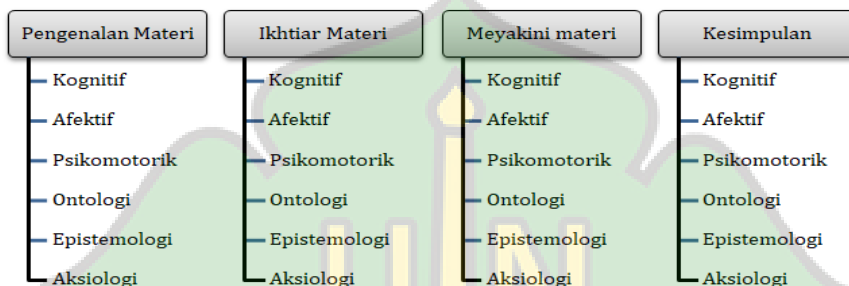 Pengenalan Materi
Kognitif
Afektif
Psikomotorik
Ontologi
Epistemologi
Aksiologi
Ikhtiar Materi
Kognitif
Afektif
Psikomotorik
Ontologi
Epistemologi
Aksiologi
Meyakini materi
Kognitif
Afektif
Psikomotorik
Ontologi
Epistemologi
Aksiologi
Kesimpulan
Kognitif
Afektif
Psikomotorik
Ontologi
Epistemologi
Aksiologi
UIN